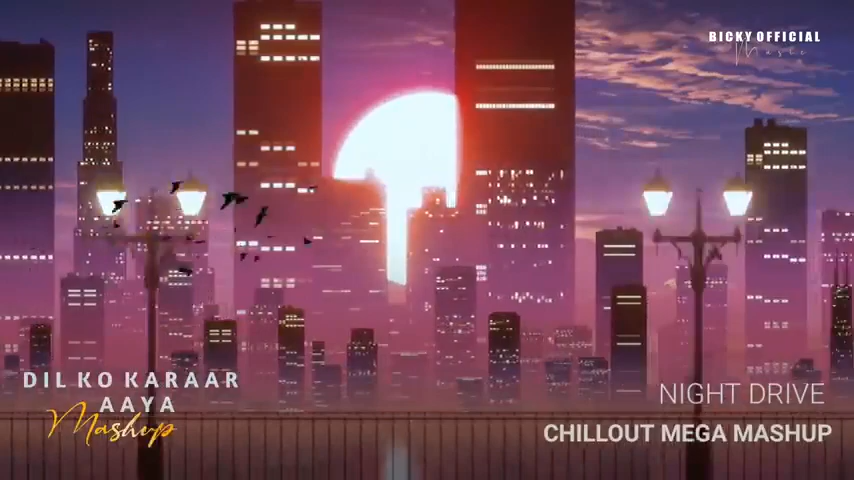 BICKY OFFICIAL
Music
DIL KO KARAAR
AAYA
Mashup
NIGHT DRIVE
CHILLOUT MEGA MASHUP